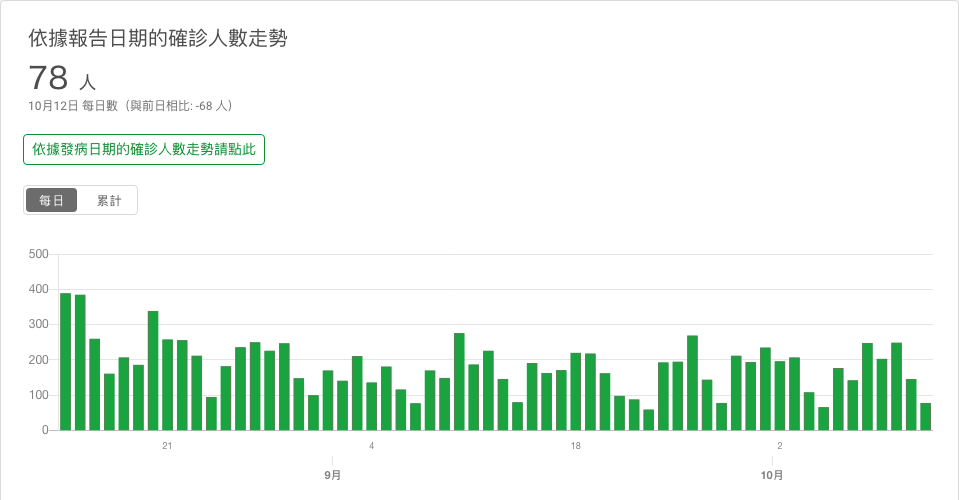 依據報告日期的確診人數走勢
78 人
10月12日 每日數（與前日相比: -68 人）
依據發病日期的確診人數走勢請點此
每日 累計
500
400
300
200
100
0
21 4 18 2
9月 10月